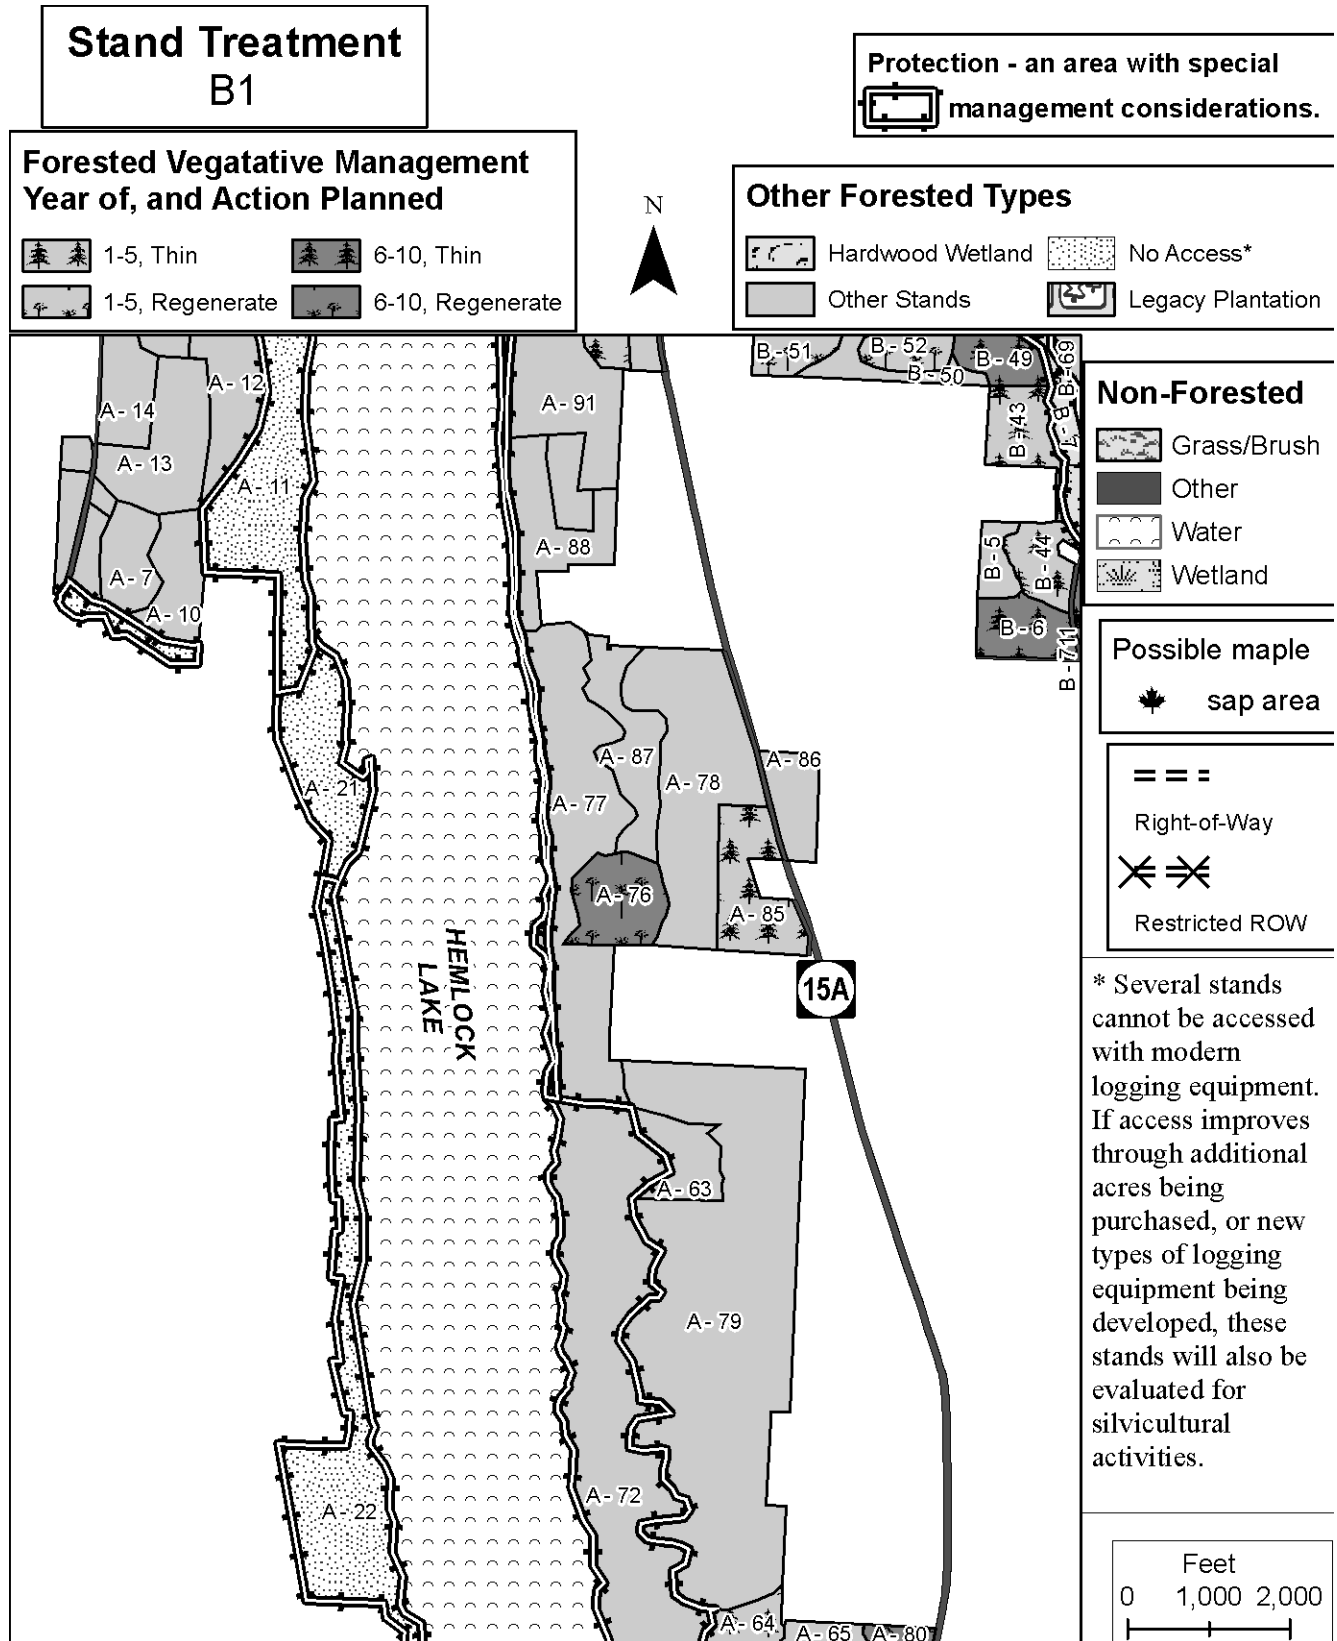 Stand Treatment
B1
Protection - an area with special
management considerations.
Forested Vegatative Management
Year of, and Action Planned
1-5, Thin
6-10, Thin
1-5, Regenerate
6-10, Regenerate
N
Other Forested Types
Hardwood Wetland
No Access*
Other Stands
Legacy Plantation
Non-Forested
Grass/Brush
Other
Water
Wetland
Possible maple
sap area
Right-of-Way
Restricted ROW
* Several stands
cannot be accessed
with modern
logging equipment.
If access improves
through additional
acres being
purchased, or new
types of logging
equipment being
developed, these
stands will also be
evaluated for
silvicultural
activities.
Feet
0 1,000 2,000
A - 12
A - 14
A - 13
A - 11
A - 7
A - 10
A - 21
A - 22
HEMLOCK
LAKE
A - 91
A - 88
A - 87
A - 86
A - 78
A - 77
A - 76
A - 85
15A
A - 63
A - 79
A - 72
A - 64
A - 65
A - 80
B - 51
B - 52
B - 50
B - 49
B - 69
B - 43
B - 7
B - 5
B - 44
B - 6
B - 711